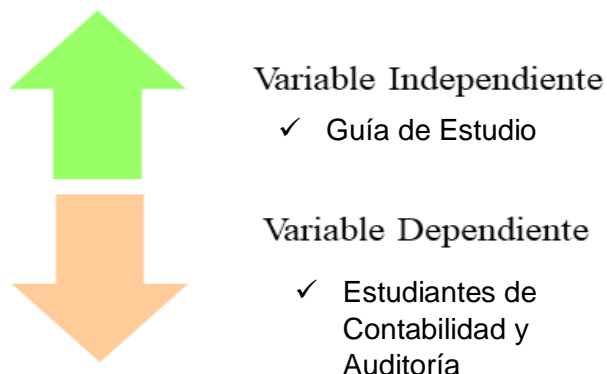 Variable Independiente
✓ Guía de Estudio
Variable Dependiente
✓ Estudiantes de
Contabilidad y
Auditoría